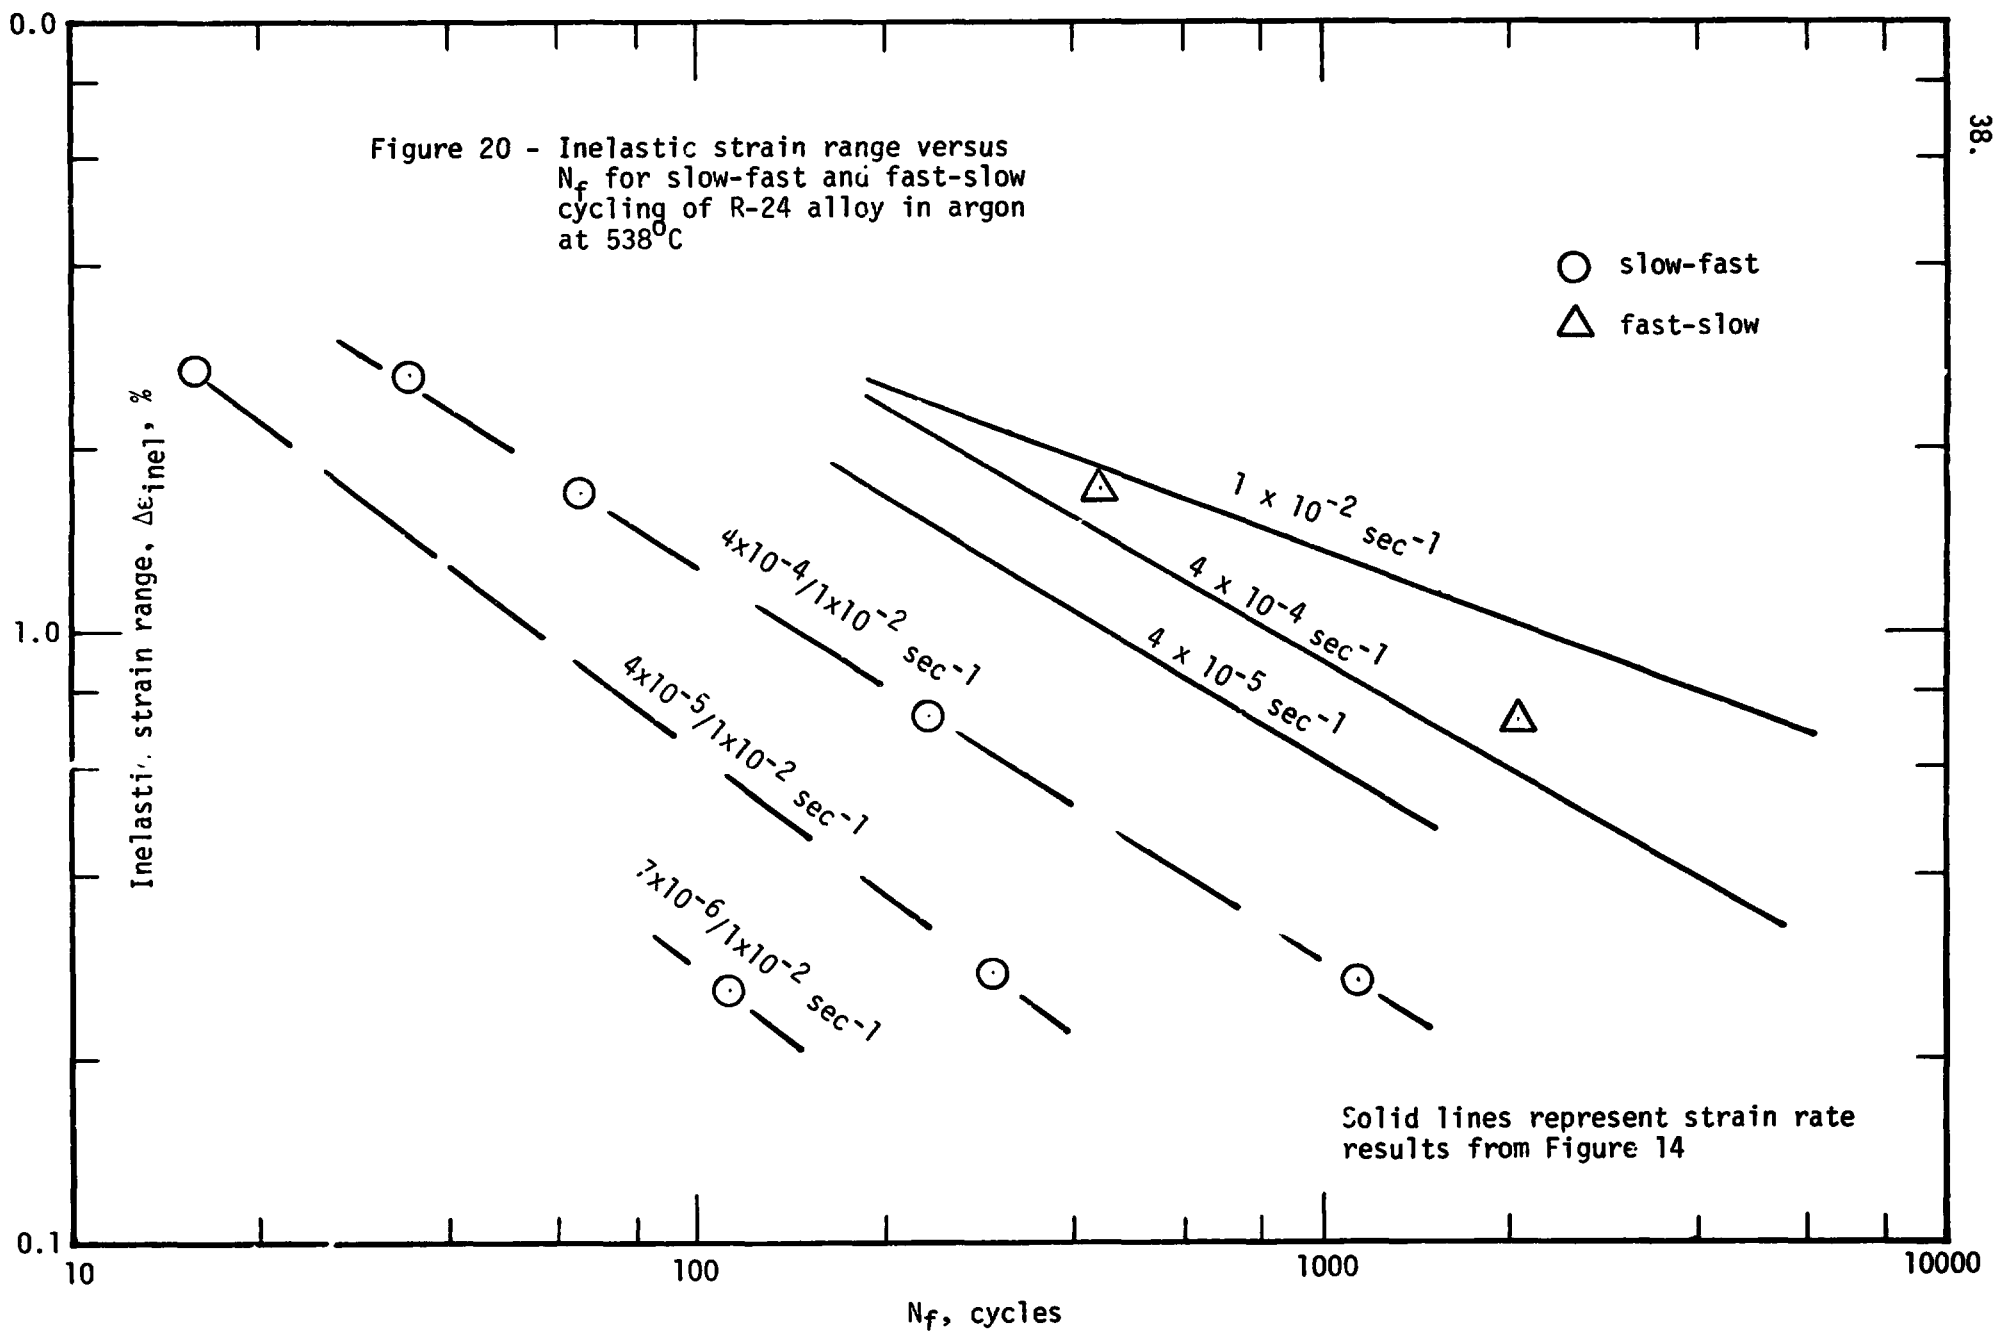 0.0
38.
Figure 20 - Inelastic strain range versus
Nf for slow-fast and fast-slow
cycling of R-24 alloy in argon
at 538⁰C
slow-fast
fast-slow
Inelastic strain range, Δεinel, %
1 x 10⁻² sec⁻¹
4 x 10⁻⁴ sec⁻¹
4 x 10⁻⁵ sec⁻¹
4x10⁻⁴/1x10⁻² sec⁻¹
4x10⁻⁵/1x10⁻² sec⁻¹
7x10⁻⁶/1x10⁻² sec⁻¹
1.0
Solid lines represent strain rate
results from Figure 14
0.1
10
100
1000
10000
Nf, cycles